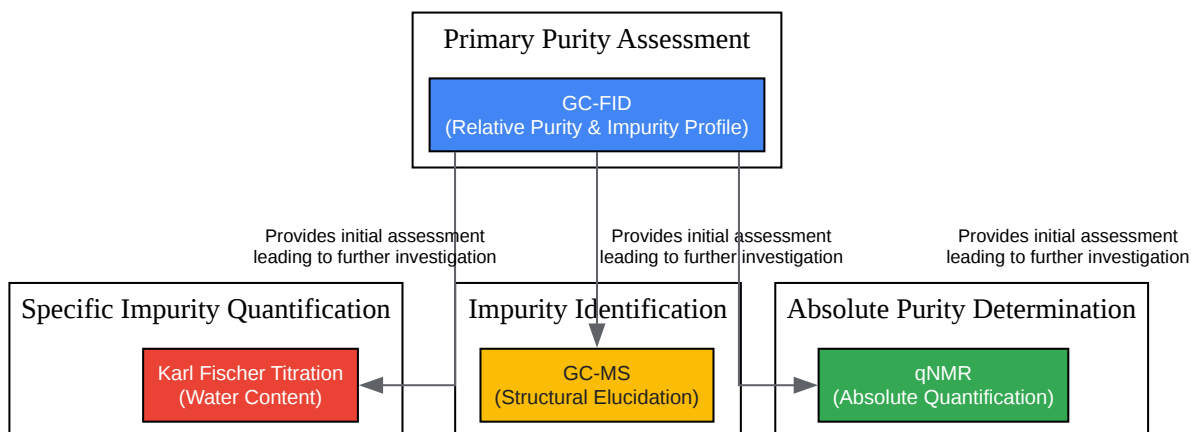 Primary Purity Assessment
GC-FID
(Relative Purity & Impurity Profile)
Provides initial assessment
leading to further investigation
Provides initial assessment
leading to further investigation
Provides initial assessment
leading to further investigation
Specific Impurity Quantification
Karl Fischer Titration
(Water Content)
Impurity Identification
GC-MS
(Structural Elucidation)
Absolute Purity Determination
qNMR
(Absolute Quantification)